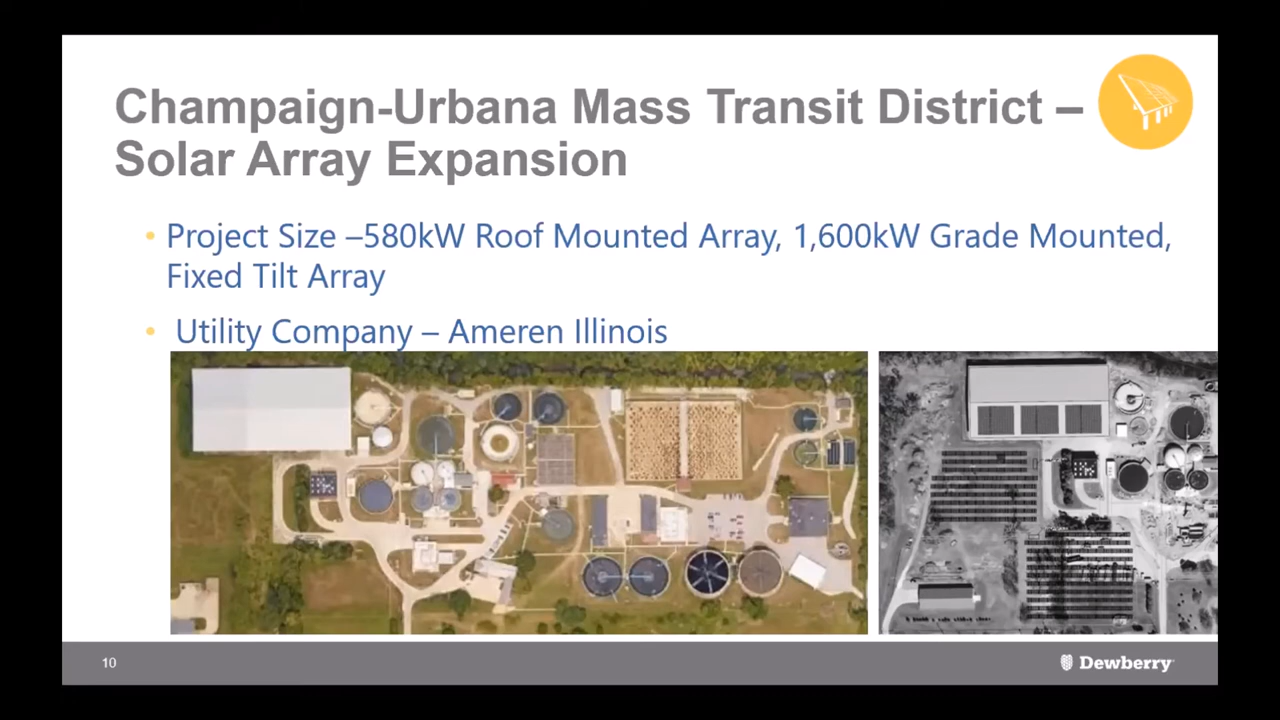 Champaign-Urbana Mass Transit District –
Solar Array Expansion
• Project Size –580kW Roof Mounted Array, 1,600kW Grade Mounted,
Fixed Tilt Array
• Utility Company – Ameren Illinois
10
Dewberry